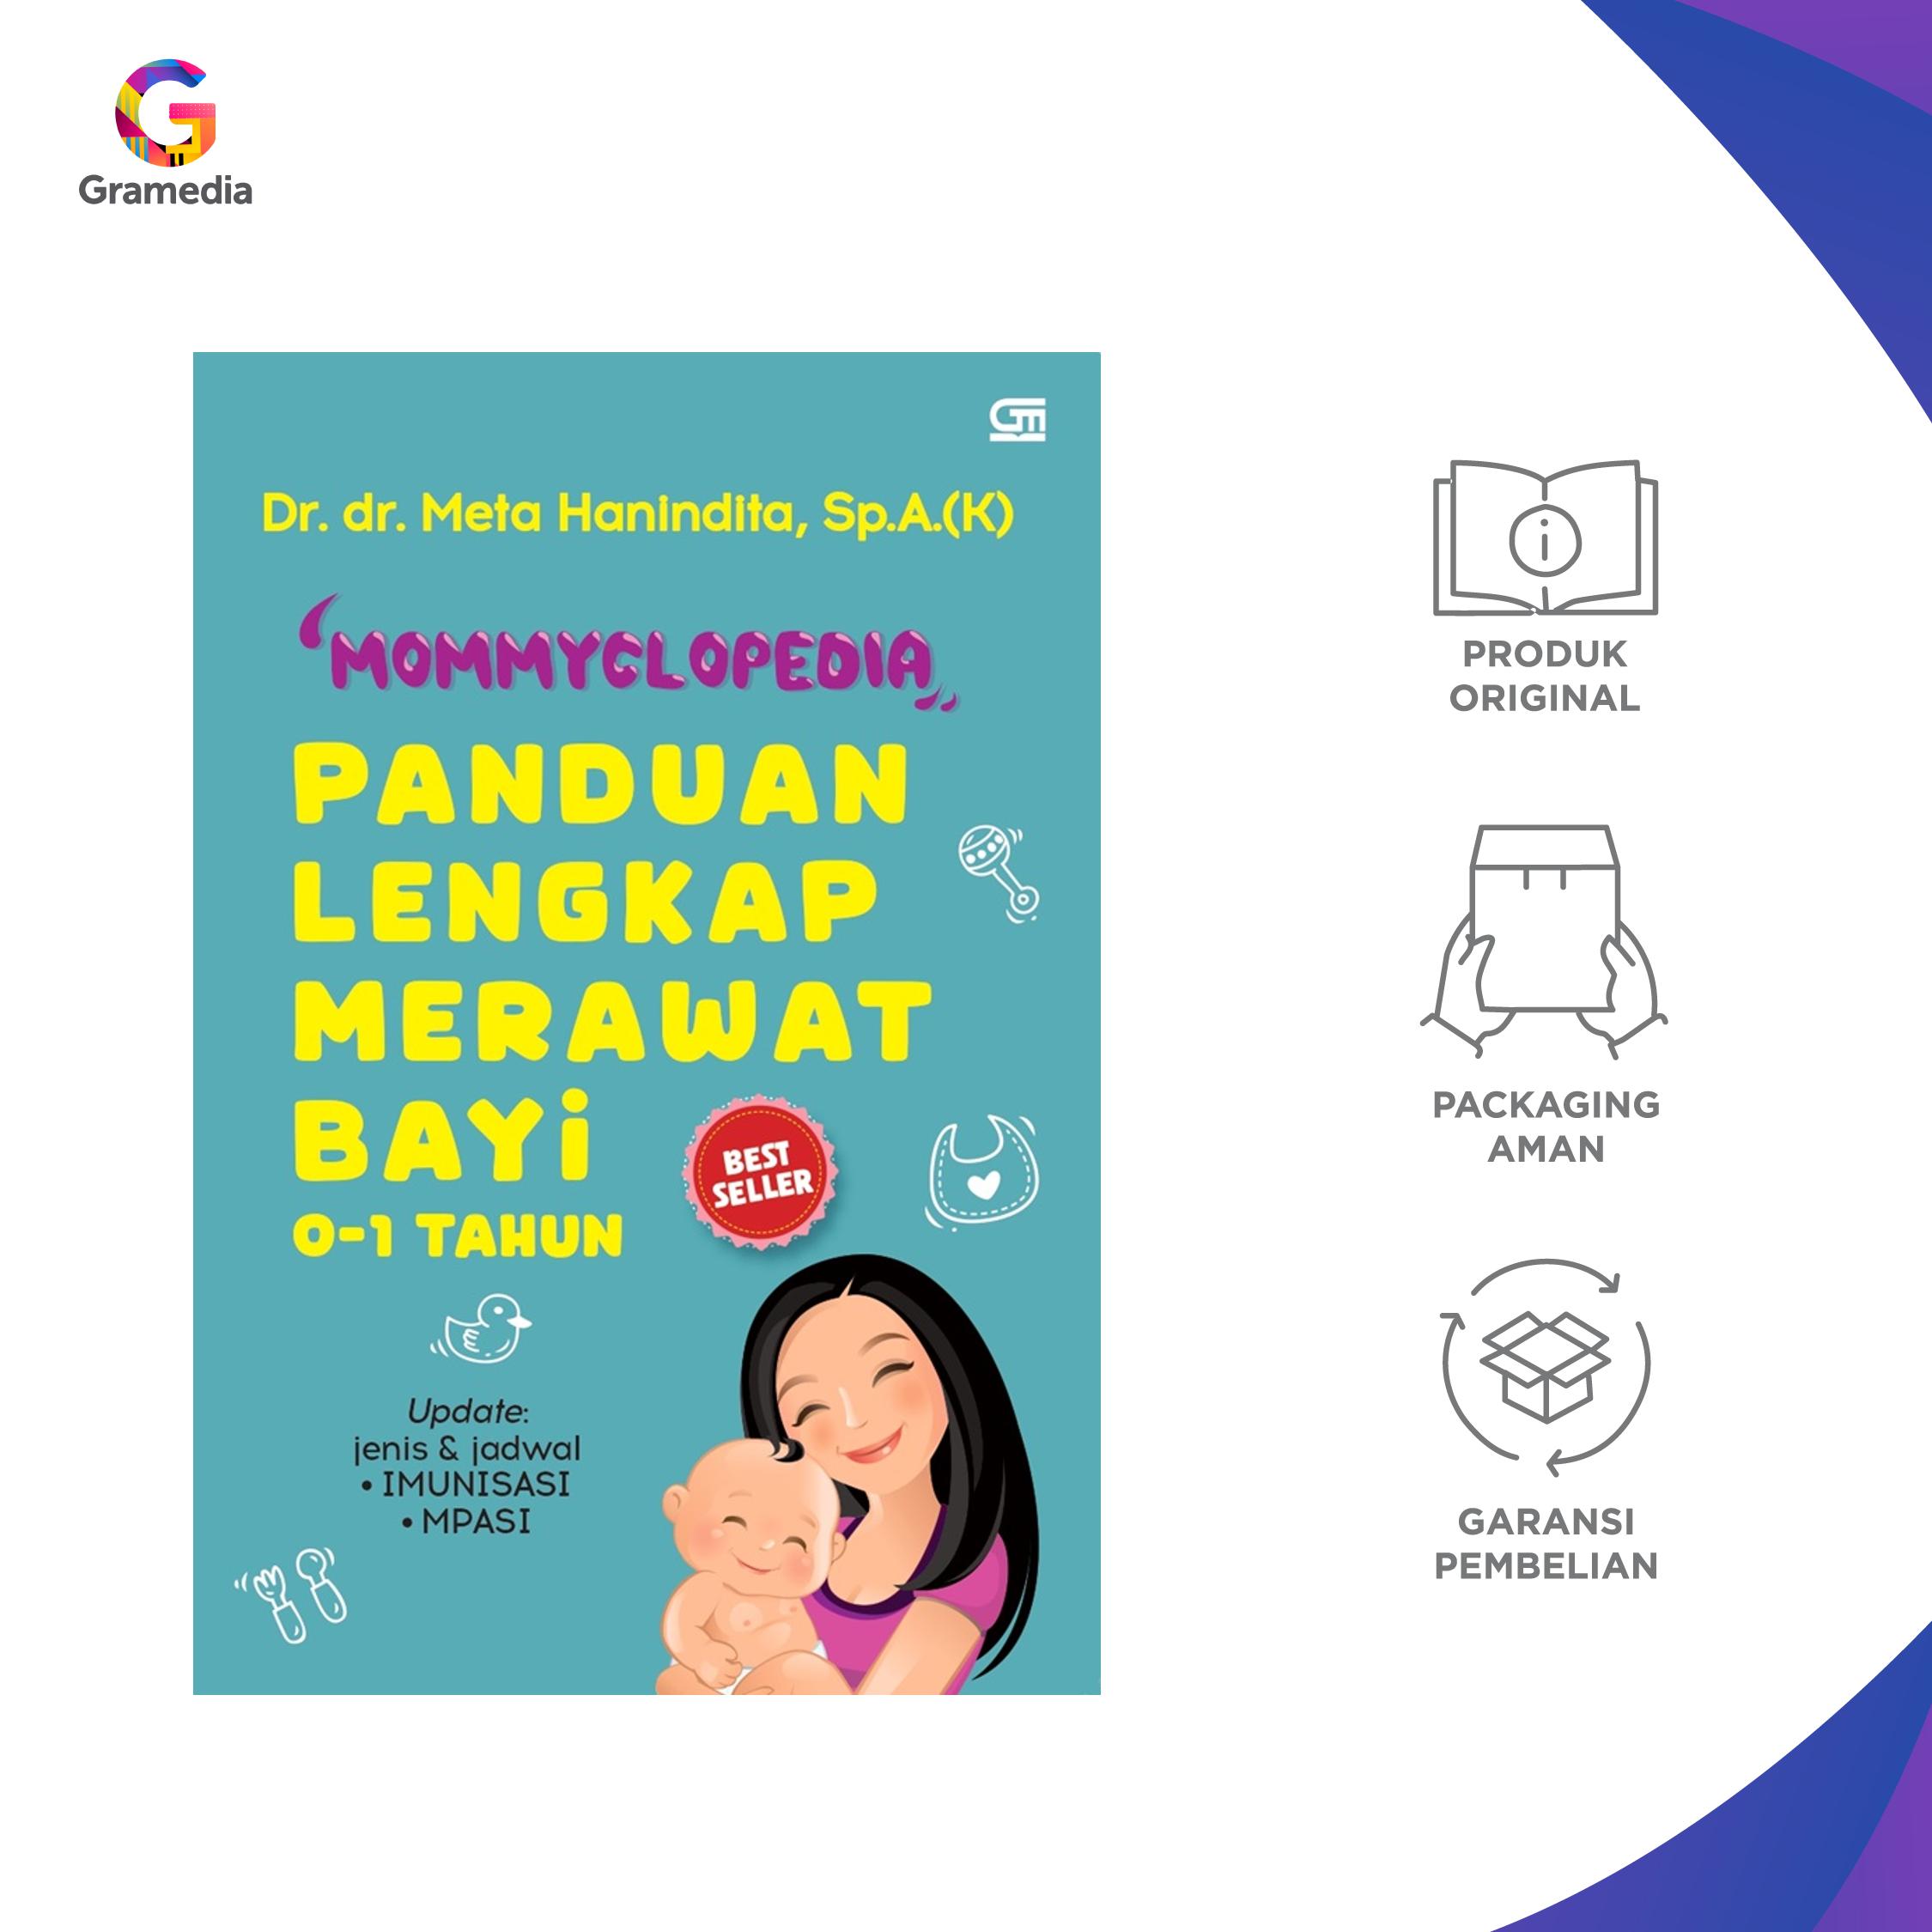 Gramedia
Dr. dr. Meta Hanindita, Sp.A.(K)
MOMMYCLOPEDIA
PANDUAN
LENGKAP
MERAWAT
BAYi
0-1 TAHUN
BEST
SELLER
Update:
jenis & jadwal
• IMUNISASI
• MPASI
PRODUK
ORIGINAL
PACKAGING
AMAN
GARANSI
PEMBELIAN